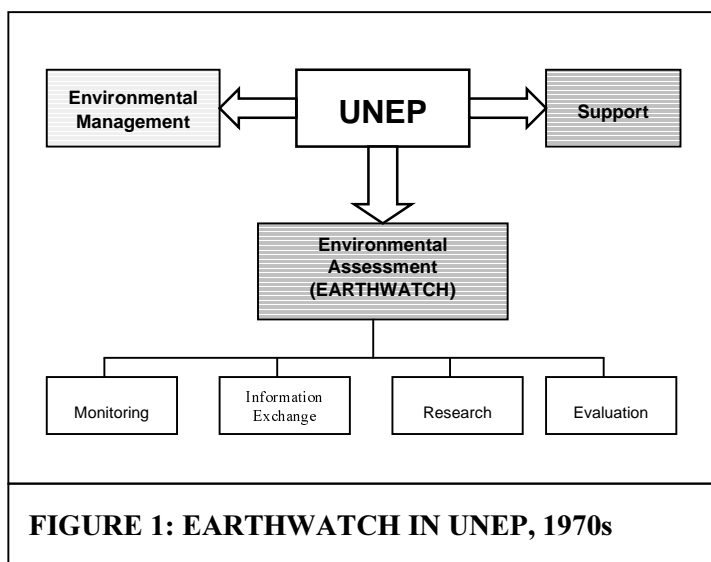 Environmental
Management
UNEP
Support
Environmental
Assessment
(EARTHWATCH)
Monitoring
Information
Exchange
Research
Evaluation
FIGURE 1: EARTHWATCH IN UNEP, 1970s